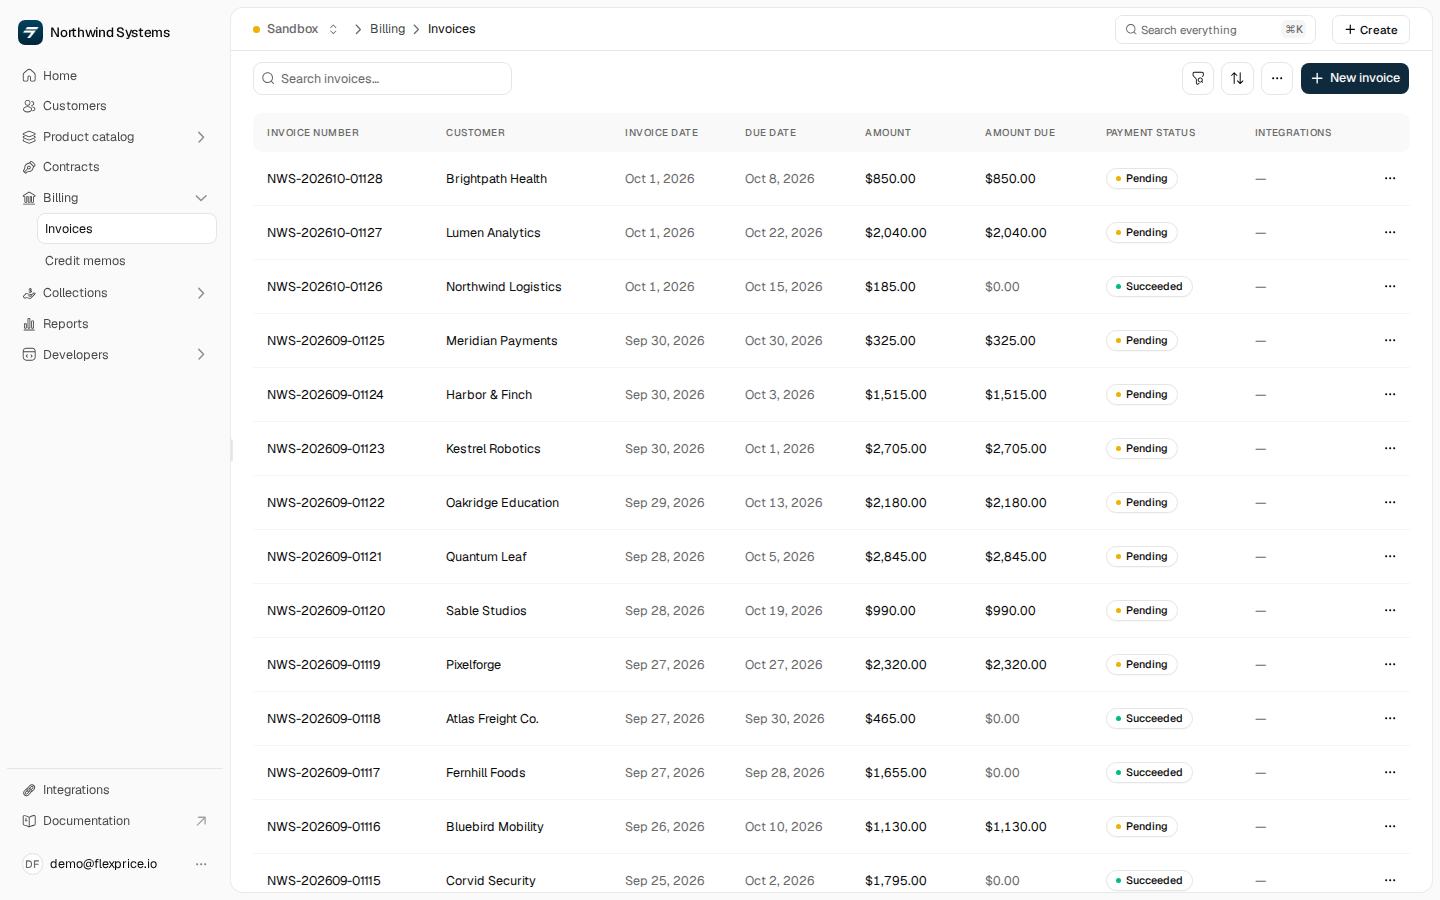 Northwind Systems
Home
Customers
Product catalog
Contracts
Billing
Invoices
Credit memos
Collections
Reports
Developers
Integrations
Documentation
DF demo@flexprice.io
Sandbox Billing Invoices
Search everything ⌘K
+ Create
Search invoices...
+ New invoice
INVOICE NUMBER CUSTOMER INVOICE DATE DUE DATE AMOUNT AMOUNT DUE PAYMENT STATUS INTEGRATIONS
NWS-202610-01128 Brightpath Health Oct 1, 2026 Oct 8, 2026 $850.00 $850.00 Pending —
NWS-202610-01127 Lumen Analytics Oct 1, 2026 Oct 22, 2026 $2,040.00 $2,040.00 Pending —
NWS-202610-01126 Northwind Logistics Oct 1, 2026 Oct 15, 2026 $185.00 $0.00 Succeeded —
NWS-202609-01125 Meridian Payments Sep 30, 2026 Oct 30, 2026 $325.00 $325.00 Pending —
NWS-202609-01124 Harbor & Finch Sep 30, 2026 Oct 3, 2026 $1,515.00 $1,515.00 Pending —
NWS-202609-01123 Kestrel Robotics Sep 30, 2026 Oct 1, 2026 $2,705.00 $2,705.00 Pending —
NWS-202609-01122 Oakridge Education Sep 29, 2026 Oct 13, 2026 $2,180.00 $2,180.00 Pending —
NWS-202609-01121 Quantum Leaf Sep 28, 2026 Oct 5, 2026 $2,845.00 $2,845.00 Pending —
NWS-202609-01120 Sable Studios Sep 28, 2026 Oct 19, 2026 $990.00 $990.00 Pending —
NWS-202609-01119 Pixelforge Sep 27, 2026 Oct 27, 2026 $2,320.00 $2,320.00 Pending —
NWS-202609-01118 Atlas Freight Co. Sep 27, 2026 Sep 30, 2026 $465.00 $0.00 Succeeded —
NWS-202609-01117 Fernhill Foods Sep 27, 2026 Sep 28, 2026 $1,655.00 $0.00 Succeeded —
NWS-202609-01116 Bluebird Mobility Sep 26, 2026 Oct 10, 2026 $1,130.00 $1,130.00 Pending —
NWS-202609-01115 Corvid Security Sep 25, 2026 Oct 2, 2026 $1,795.00 $0.00 Succeeded —